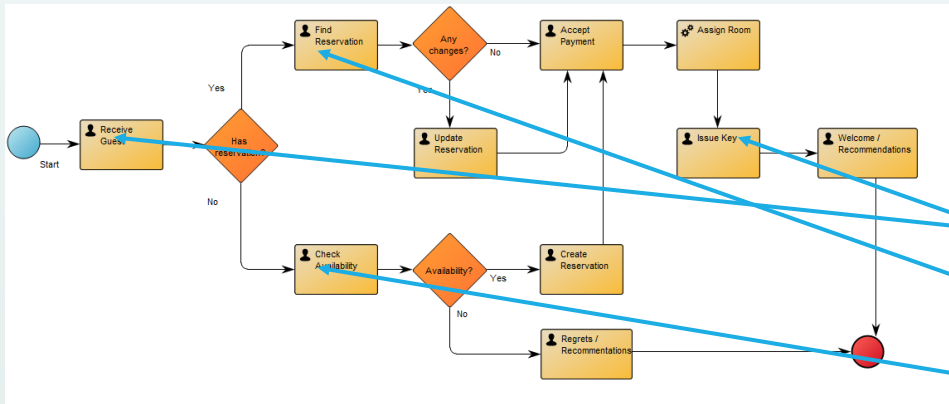 Find
Reservation
Any
changes?
No
Accept
Payment
Assign Room
Yes
Yes
Receive
Guest
Has
reservation?
Update
Reservation
Issue Key
Welcome /
Recommendations
Start
No
Check
Availability
Availability?
Yes
Create
Reservation
No
Regrets /
Recommentations